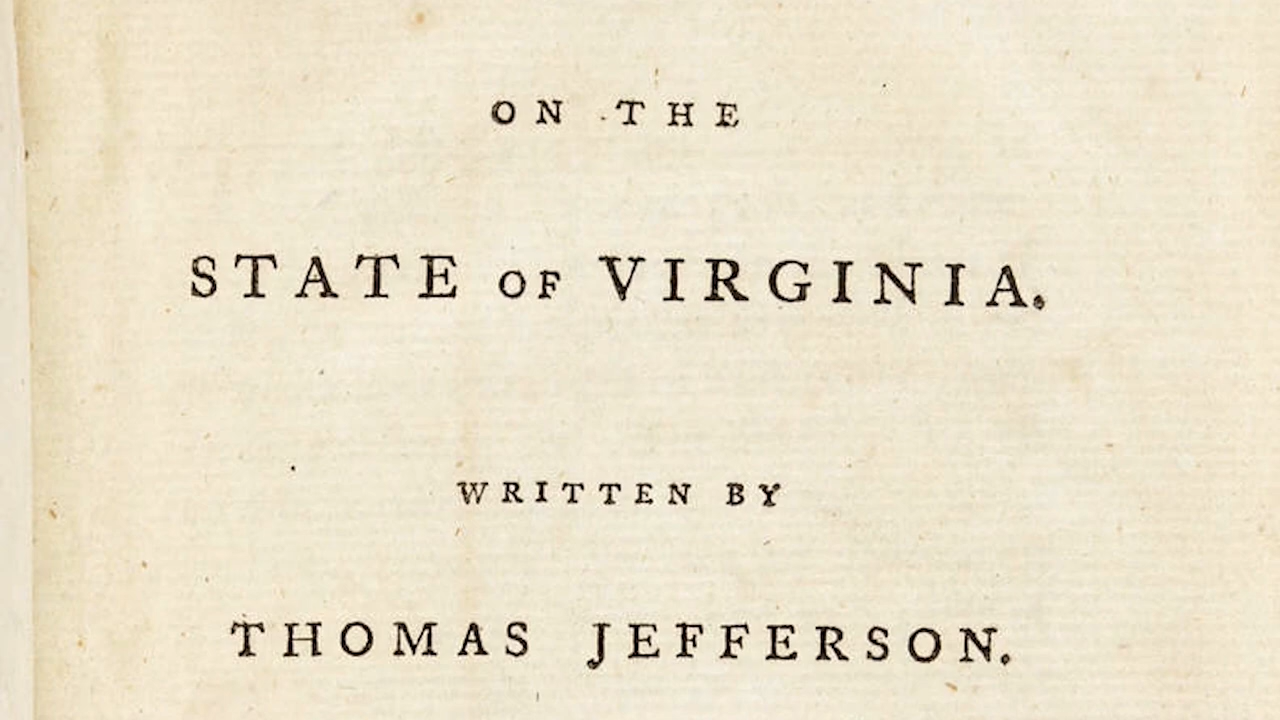 ON THE
STATE OF VIRGINIA.
WRITTEN BY
THOMAS JEFFERSON.